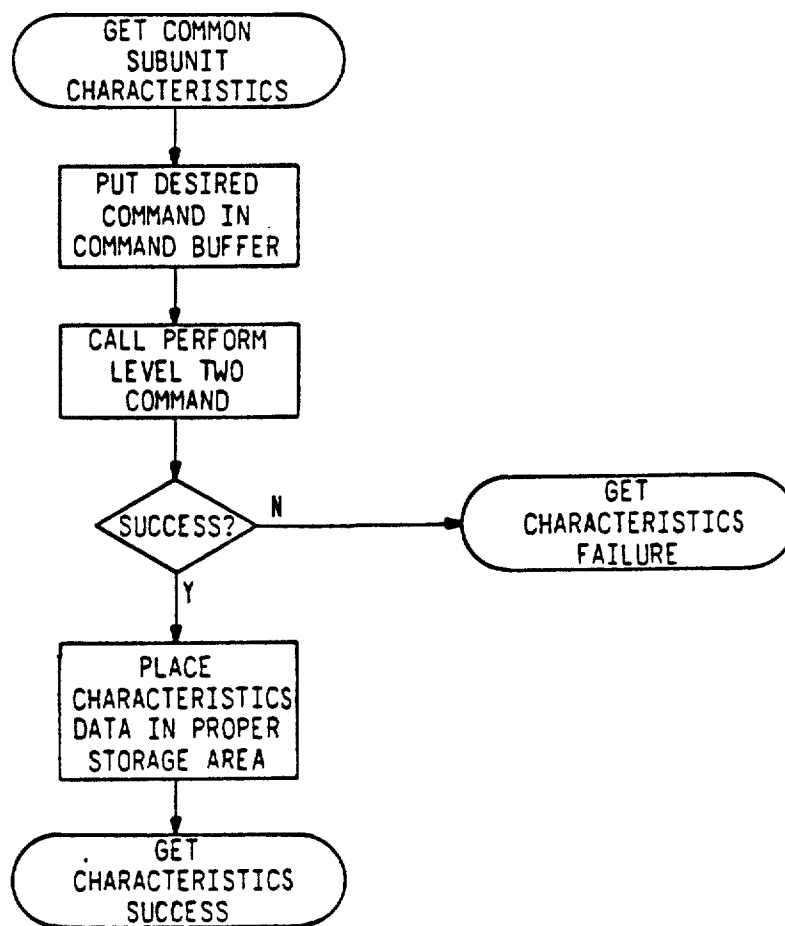 GET COMMON
SUBUNIT
CHARACTERISTICS
PUT DESIRED
COMMAND IN
COMMAND BUFFER
CALL PERFORM
LEVEL TWO
COMMAND
SUCCESS?
N
GET
CHARACTERISTICS
FAILURE
Y
PLACE
CHARACTERISTICS
DATA IN PROPER
STORAGE AREA
GET
CHARACTERISTICS
SUCCESS